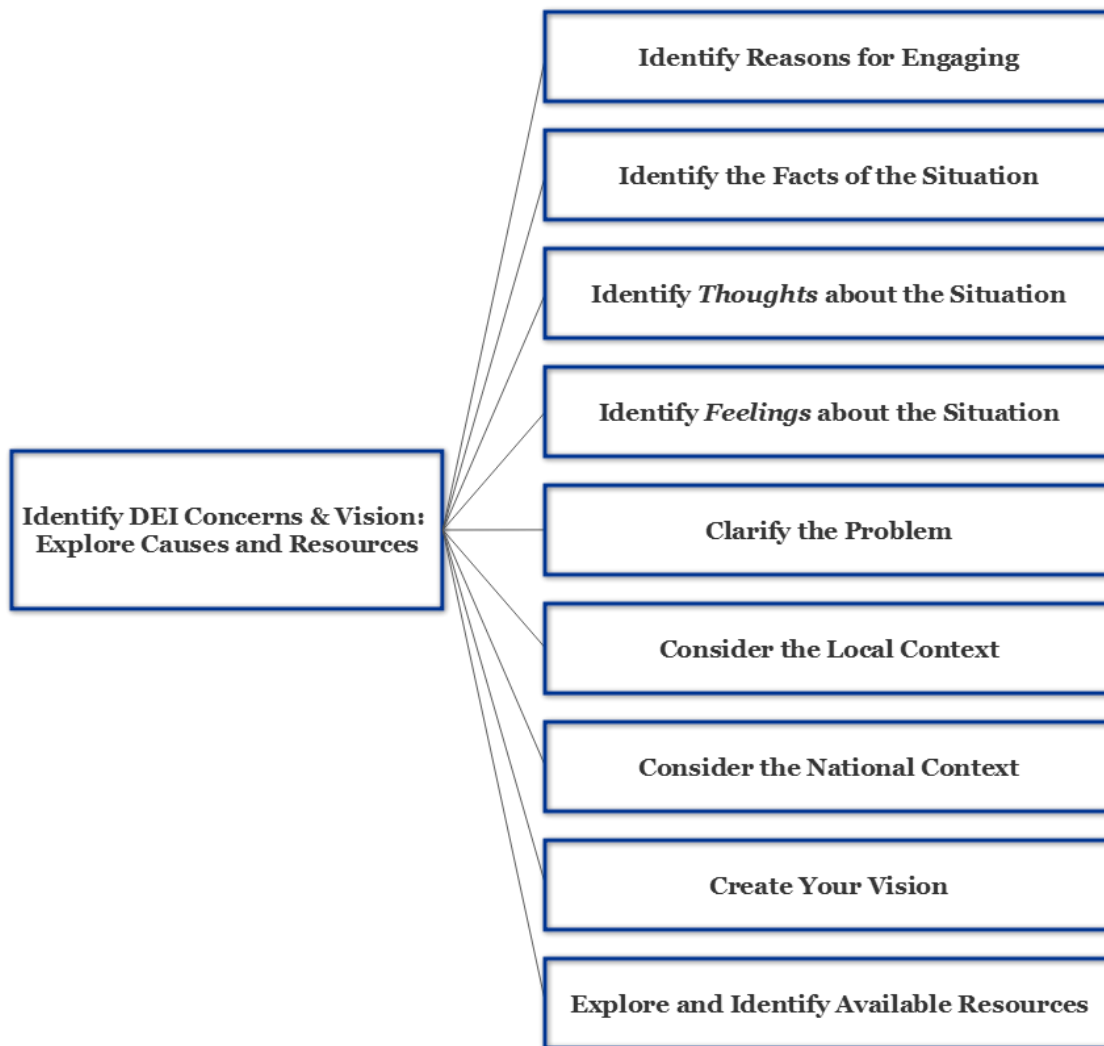 Identify Reasons for Engaging
Identify the Facts of the Situation
Identify Thoughts about the Situation
Identify Feelings about the Situation
Identify DEI Concerns & Vision:
Explore Causes and Resources
Clarify the Problem
Consider the Local Context
Consider the National Context
Create Your Vision
Explore and Identify Available Resources